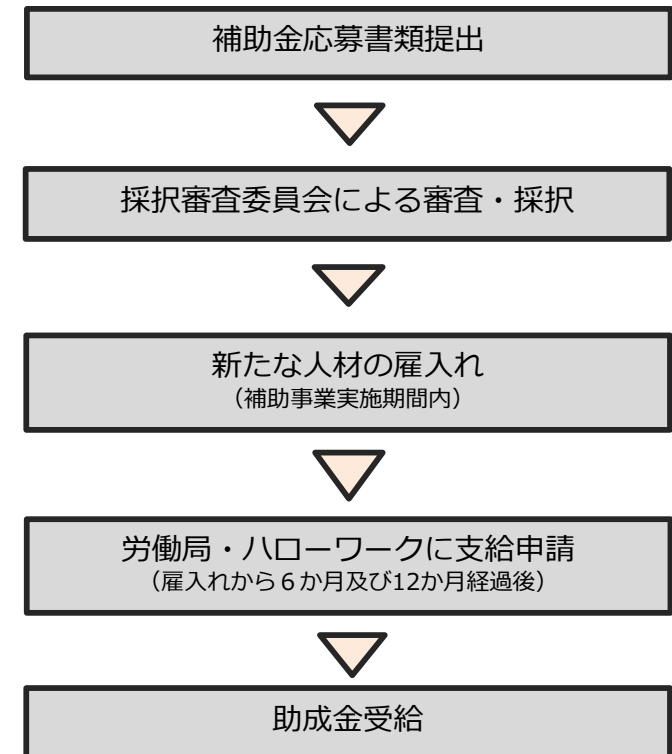 補助金応募書類提出
採択審査委員会による審査・採択
新たな人材の雇入れ
（補助事業実施期間内）
労働局・ハローワークに支給申請
（雇入れから６か月及び12か月経過後）
助成金受給